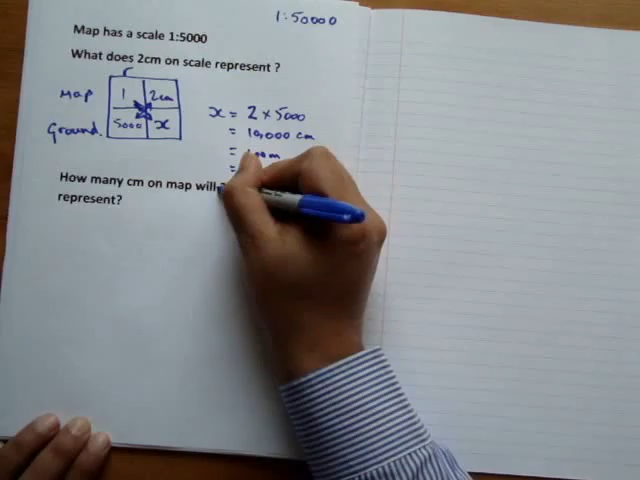 1:50000
Map has a scale 1:5000
What does 2cm on scale represent ?
Map 1 2cm
Ground 5000 x
x = 2 x 5000
= 10,000 cm
= 100m
=
How many cm on map will
represent?